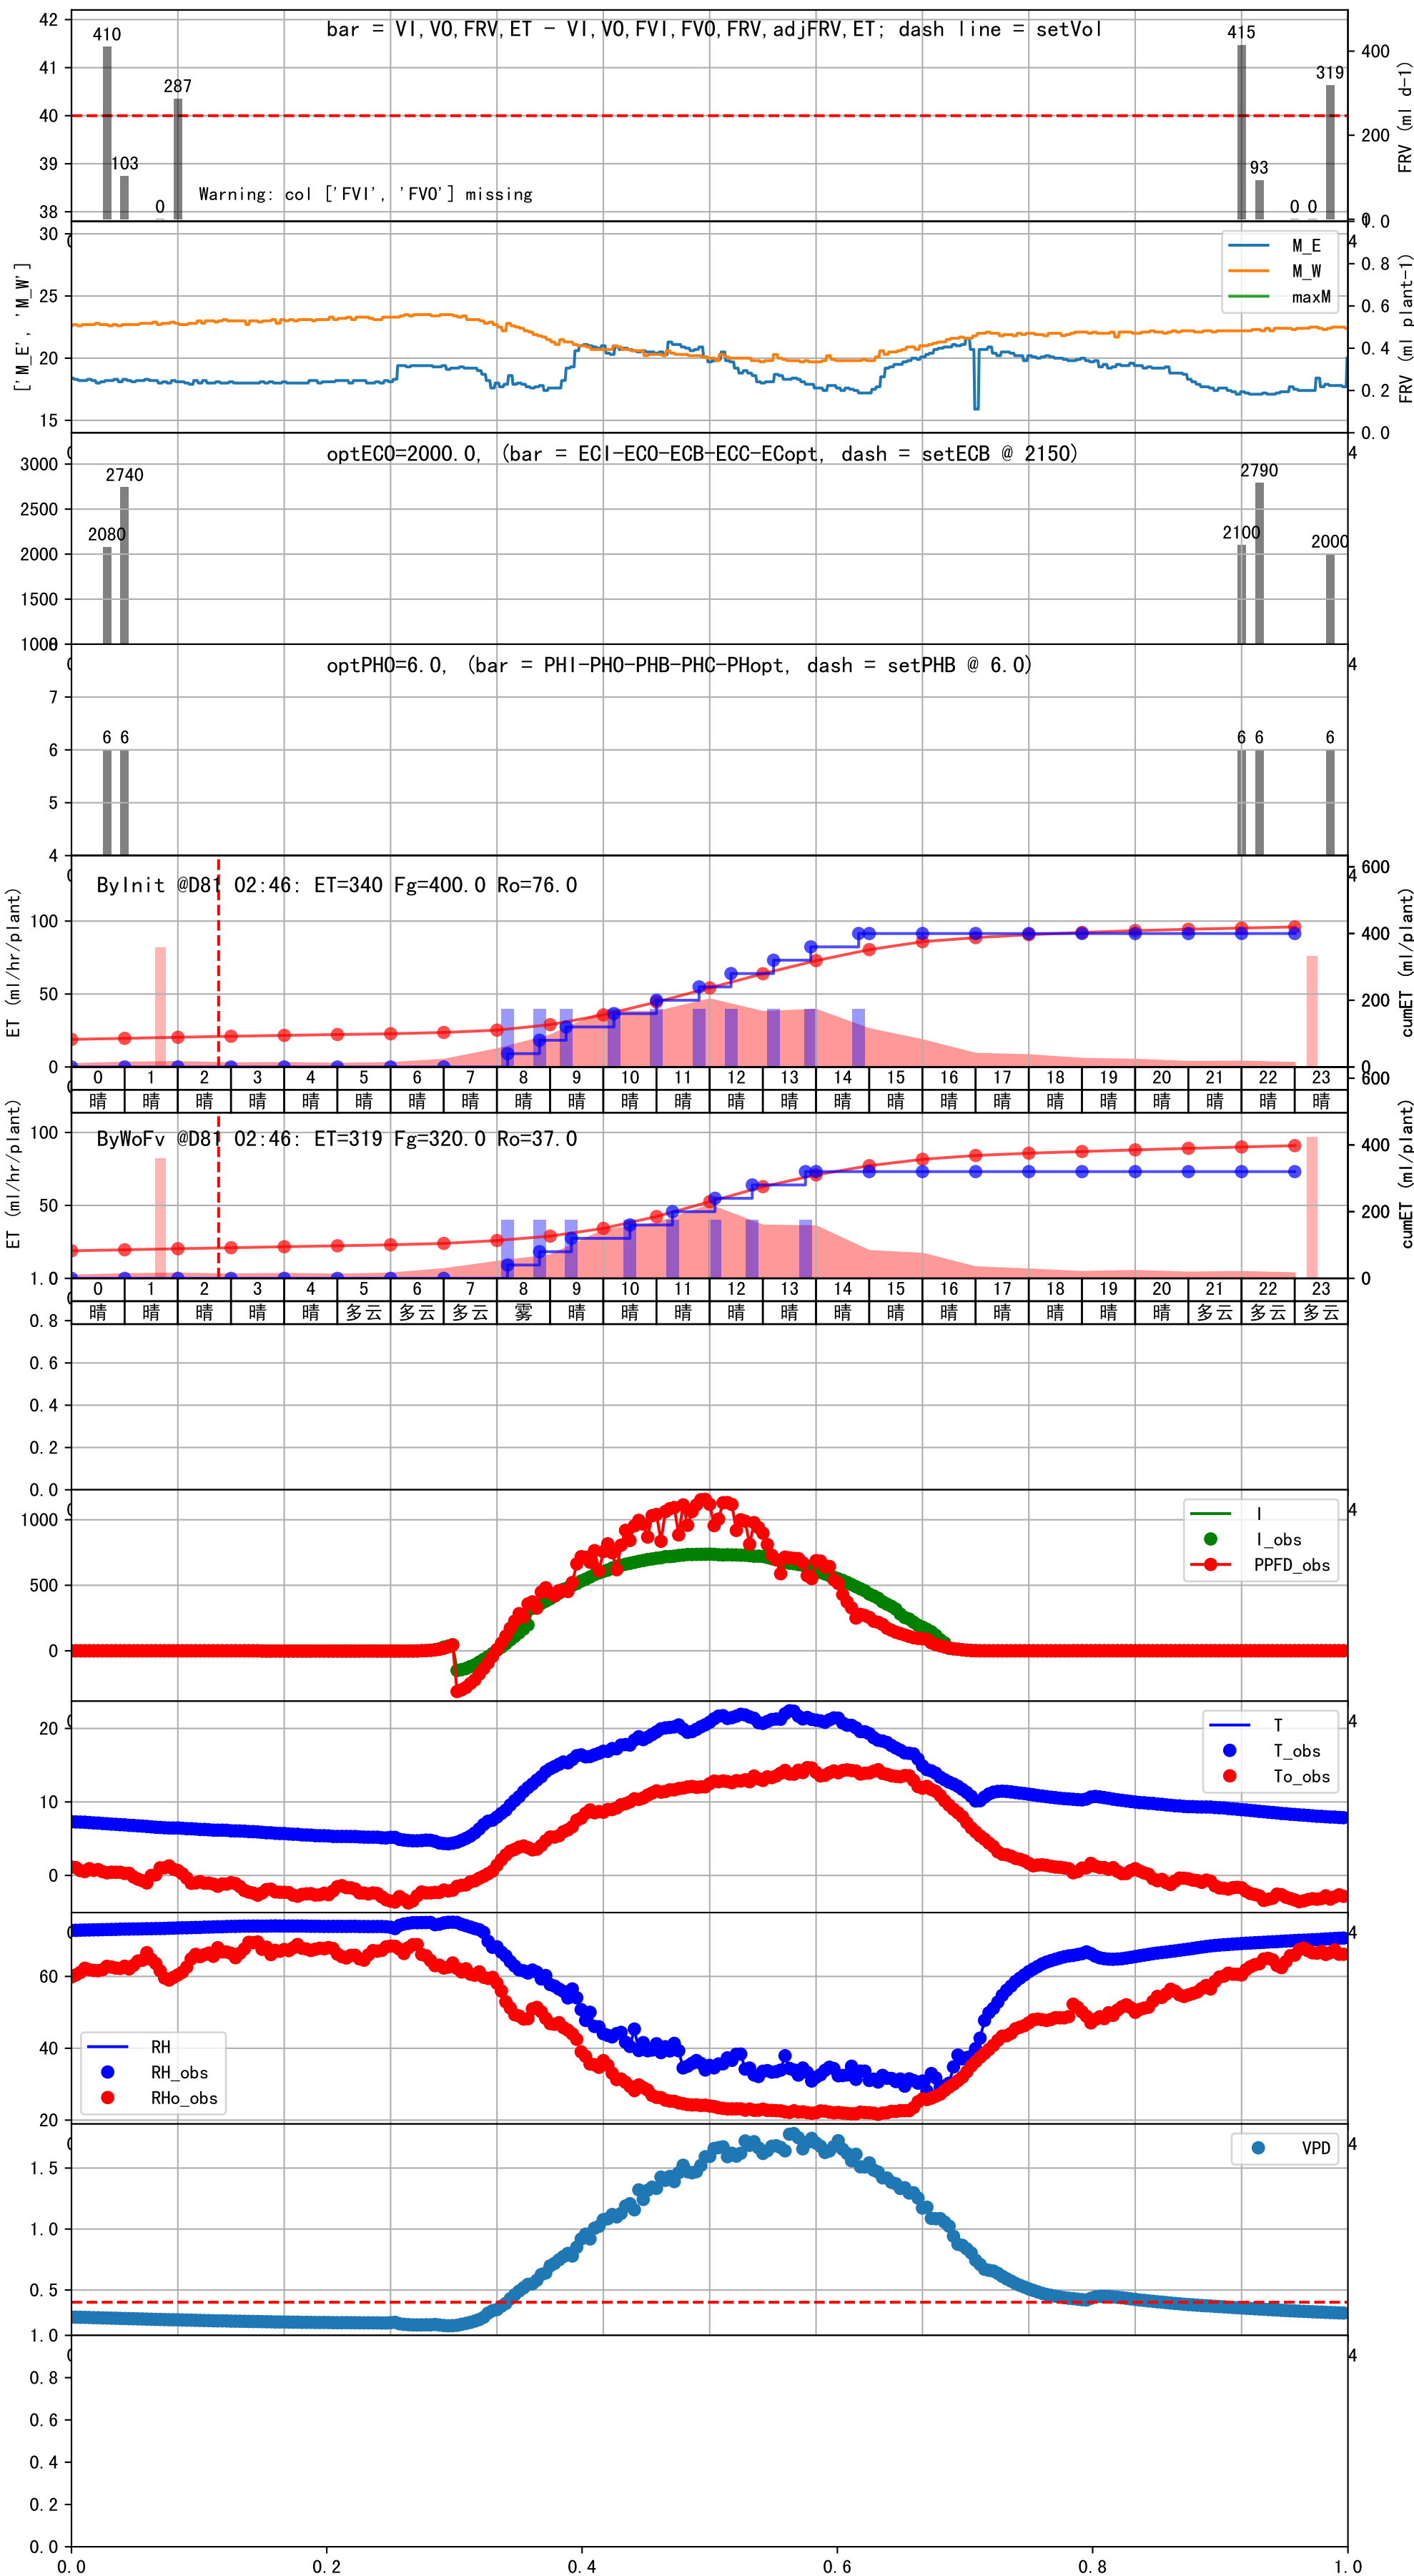 bar = VI,VO,FRV,ET - VI,VO,FVI,FVO,FRV,adjFRV,ET; dash line = setVol
42
41
40
39
38
410
103
0
287
415
93
0 0
319
Warning: col ['FVI', 'FVO'] missing
400
200
0
FRV (ml d-1)
['M_E', 'M_W']
30
25
20
15
M_E
M_W
maxM
1.0
0.8
0.6
0.4
0.2
0.0
FRV (ml plant-1)
optECO=2000.0, (bar = ECI-ECO-ECB-ECC-ECopt, dash = setECB @ 2150)
3000
2500
2000
1500
1000
2080
2740
2100
2790
2000
optPHO=6.0, (bar = PHI-PHO-PHB-PHC-PHopt, dash = setPHB @ 6.0)
7
6
5
4
6 6
6 6
6
ByInit @D81 02:46: ET=340 Fg=400.0 Ro=76.0
ET (ml/hr/plant)
100
50
0
600
400
200
0
cumET (ml/plant)
0 1 2 3 4 5 6 7 8 9 10 11 12 13 14 15 16 17 18 19 20 21 22 23
晴 晴 晴 晴 晴 晴 晴 晴 晴 晴 晴 晴 晴 晴 晴 晴 晴 晴 晴 晴 晴 晴 晴 晴
ByWoFv @D81 02:46: ET=319 Fg=320.0 Ro=37.0
ET (ml/hr/plant)
100
50
600
400
200
0
cumET (ml/plant)
0 1 2 3 4 5 6 7 8 9 10 11 12 13 14 15 16 17 18 19 20 21 22 23
晴 晴 晴 晴 晴 多云 多云 多云 雾 晴 晴 晴 晴 晴 晴 晴 晴 晴 晴 晴 晴 多云 多云 多云
1.0
0.8
0.6
0.4
0.2
0.0
1000
500
0
I
I_obs
PPFD_obs
20
10
0
T
T_obs
To_obs
60
40
20
RH
RH_obs
RHo_obs
1.5
1.0
0.5
VPD
1.0
0.8
0.6
0.4
0.2
0.0
0.0 0.2 0.4 0.6 0.8 1.0